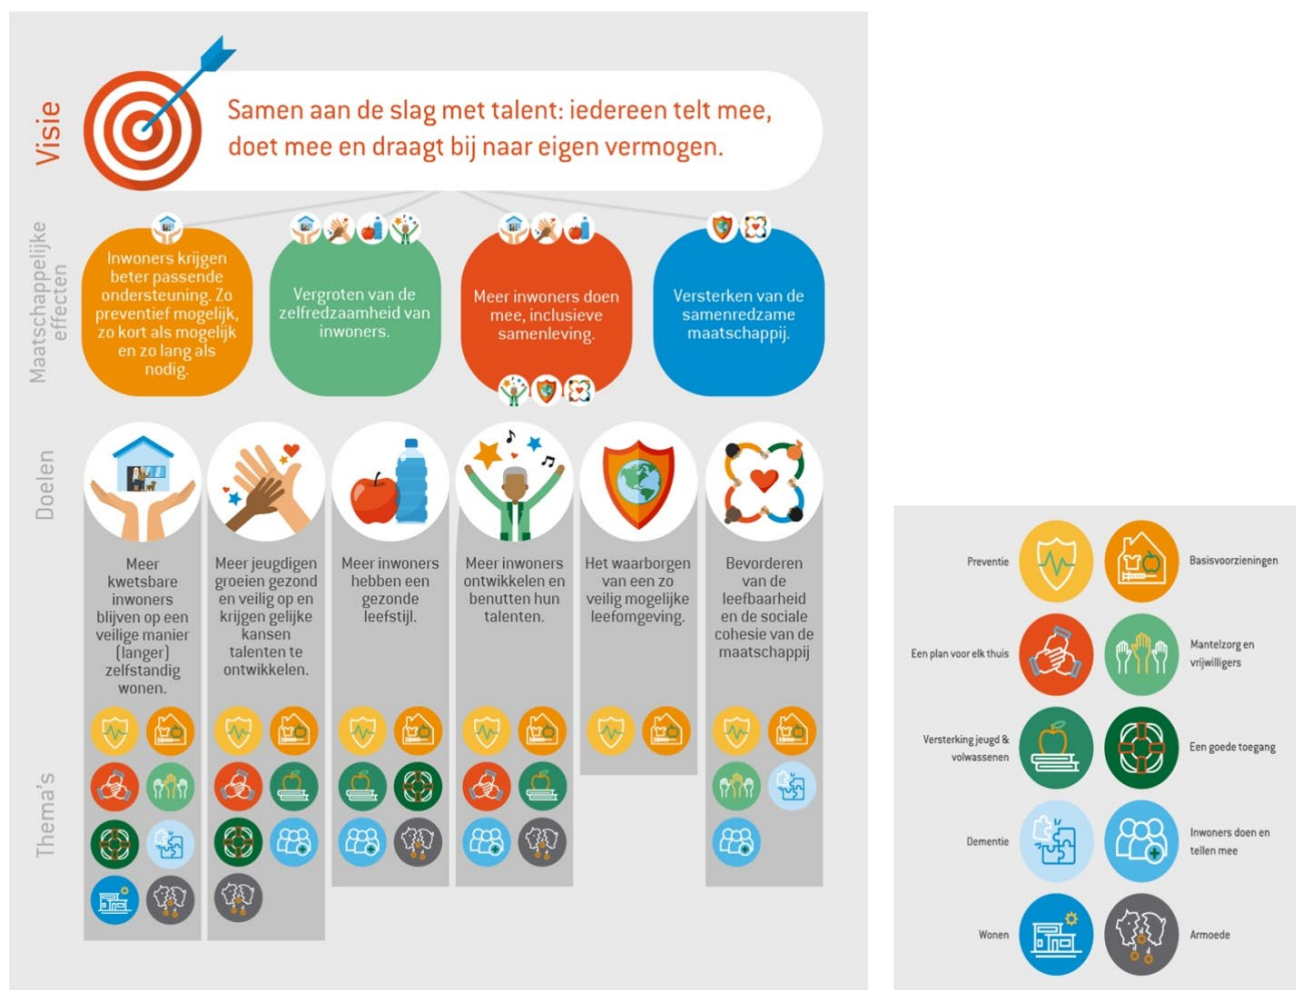 Visie
Samen aan de slag met talent: iedereen telt mee,
doet mee en draagt bij naar eigen vermogen.
Maatschappelijke
effecten
Inwoners krijgen
beter passende
ondersteuning. Zo
preventief mogelijk,
zo kort als mogelijk
en zo lang als
nodig.
Vergroten van de
zelfredzaamheid van
inwoners.
Meer inwoners doen
mee, inclusieve
samenleving.
Versterken van de
samenredzame
maatschappij.
Doelen
Meer
kwetsbare
inwoners
blijven op een
veilige manier
(langer)
zelfstandig
wonen.
Meer jeugdigen
groeien gezond
en veilig op en
krijgen gelijke
kansen
talenten te
ontwikkelen.
Meer inwoners
hebben een
gezonde
leefstijl.
Meer inwoners
ontwikkelen en
benutten hun
talenten.
Het waarborgen
van een zo
veilig mogelijke
leefomgeving.
Bevorderen
van de
leefbaarheid
en de sociale
cohesie van de
maatschappij
Thema's
Preventie
Basisvoorzieningen
Een plan voor elk thuis
Mantelzorg en
vrijwilligers
Versterking jeugd &
volwassenen
Een goede toegang
Dementie
Inwoners doen en
tellen mee
Wonen
Armoede